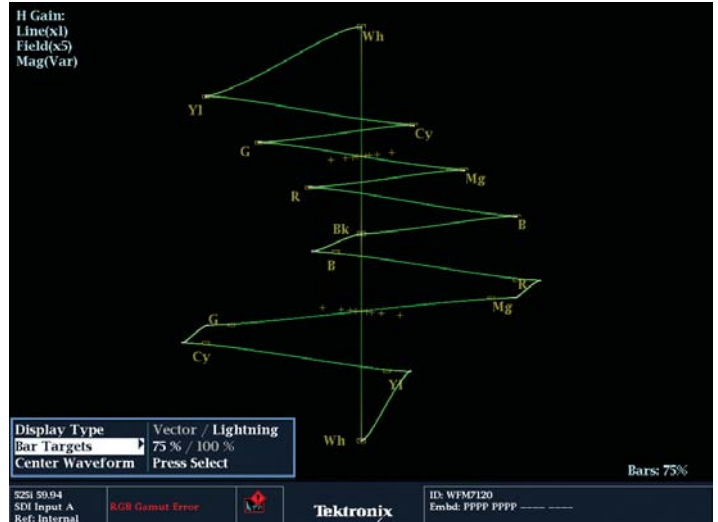 H Gain:
Line(x1)
Field(x5)
Mag(Var)
Wh
Yl
Cy
G
Mg
R
B
Bk
B
R
Mg
G
Cy
Yl
Wh
Display Type Vector / Lightning
Bar Targets 75 % / 100 %
Center Waveform Press Select
Bars: 75%
525i 59.94
SDI Input A
Ref: Internal
RGB Gamut Error
Tektronix
ID: WFM7120
Embd: PPPP PPPP ---- ---- ----